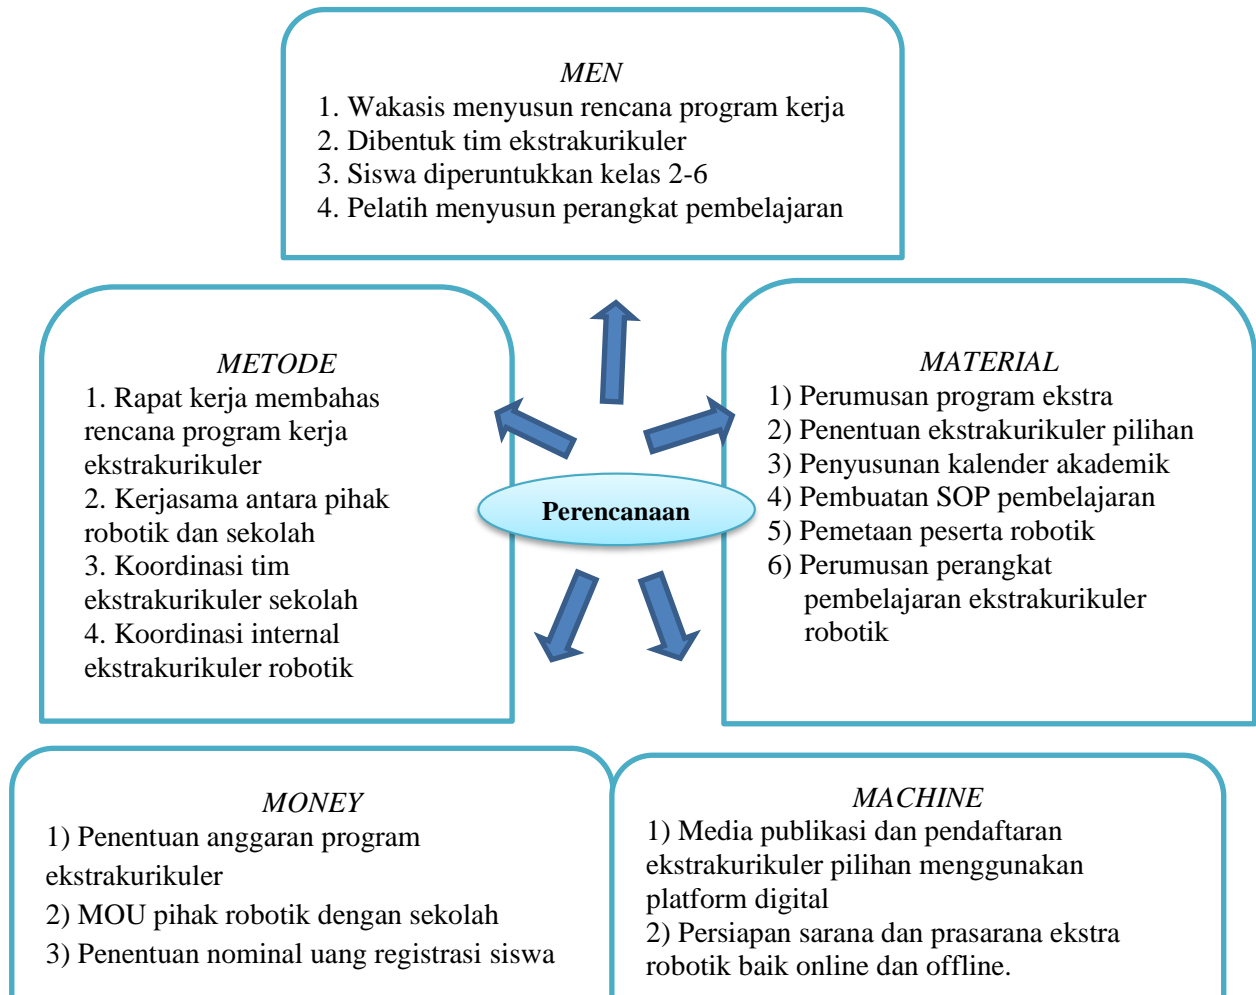 MEN
1. Wakasis menyusun rencana program kerja
2. Dibentuk tim ekstrakurikuler
3. Siswa diperuntukkan kelas 2-6
4. Pelatih menyusun perangkat pembelajaran
METODE
1. Rapat kerja membahas
rencana program kerja
ekstrakurikuler
2. Kerjasama antara pihak
robotik dan sekolah
3. Koordinasi tim
ekstrakurikuler sekolah
4. Koordinasi internal
ekstrakurikuler robotik
Perencanaan
MATERIAL
1) Perumusan program ekstra
2) Penentuan ekstrakurikuler pilihan
3) Penyusunan kalender akademik
4) Pembuatan SOP pembelajaran
5) Pemetaan peserta robotik
6) Perumusan perangkat
pembelajaran ekstrakurikuler
robotik
MONEY
1) Penentuan anggaran program
ekstrakurikuler
2) MOU pihak robotik dengan sekolah
3) Penentuan nominal uang registrasi siswa
MACHINE
1) Media publikasi dan pendaftaran
ekstrakurikuler pilihan menggunakan
platform digital
2) Persiapan sarana dan prasarana ekstra
robotik baik online dan offline.